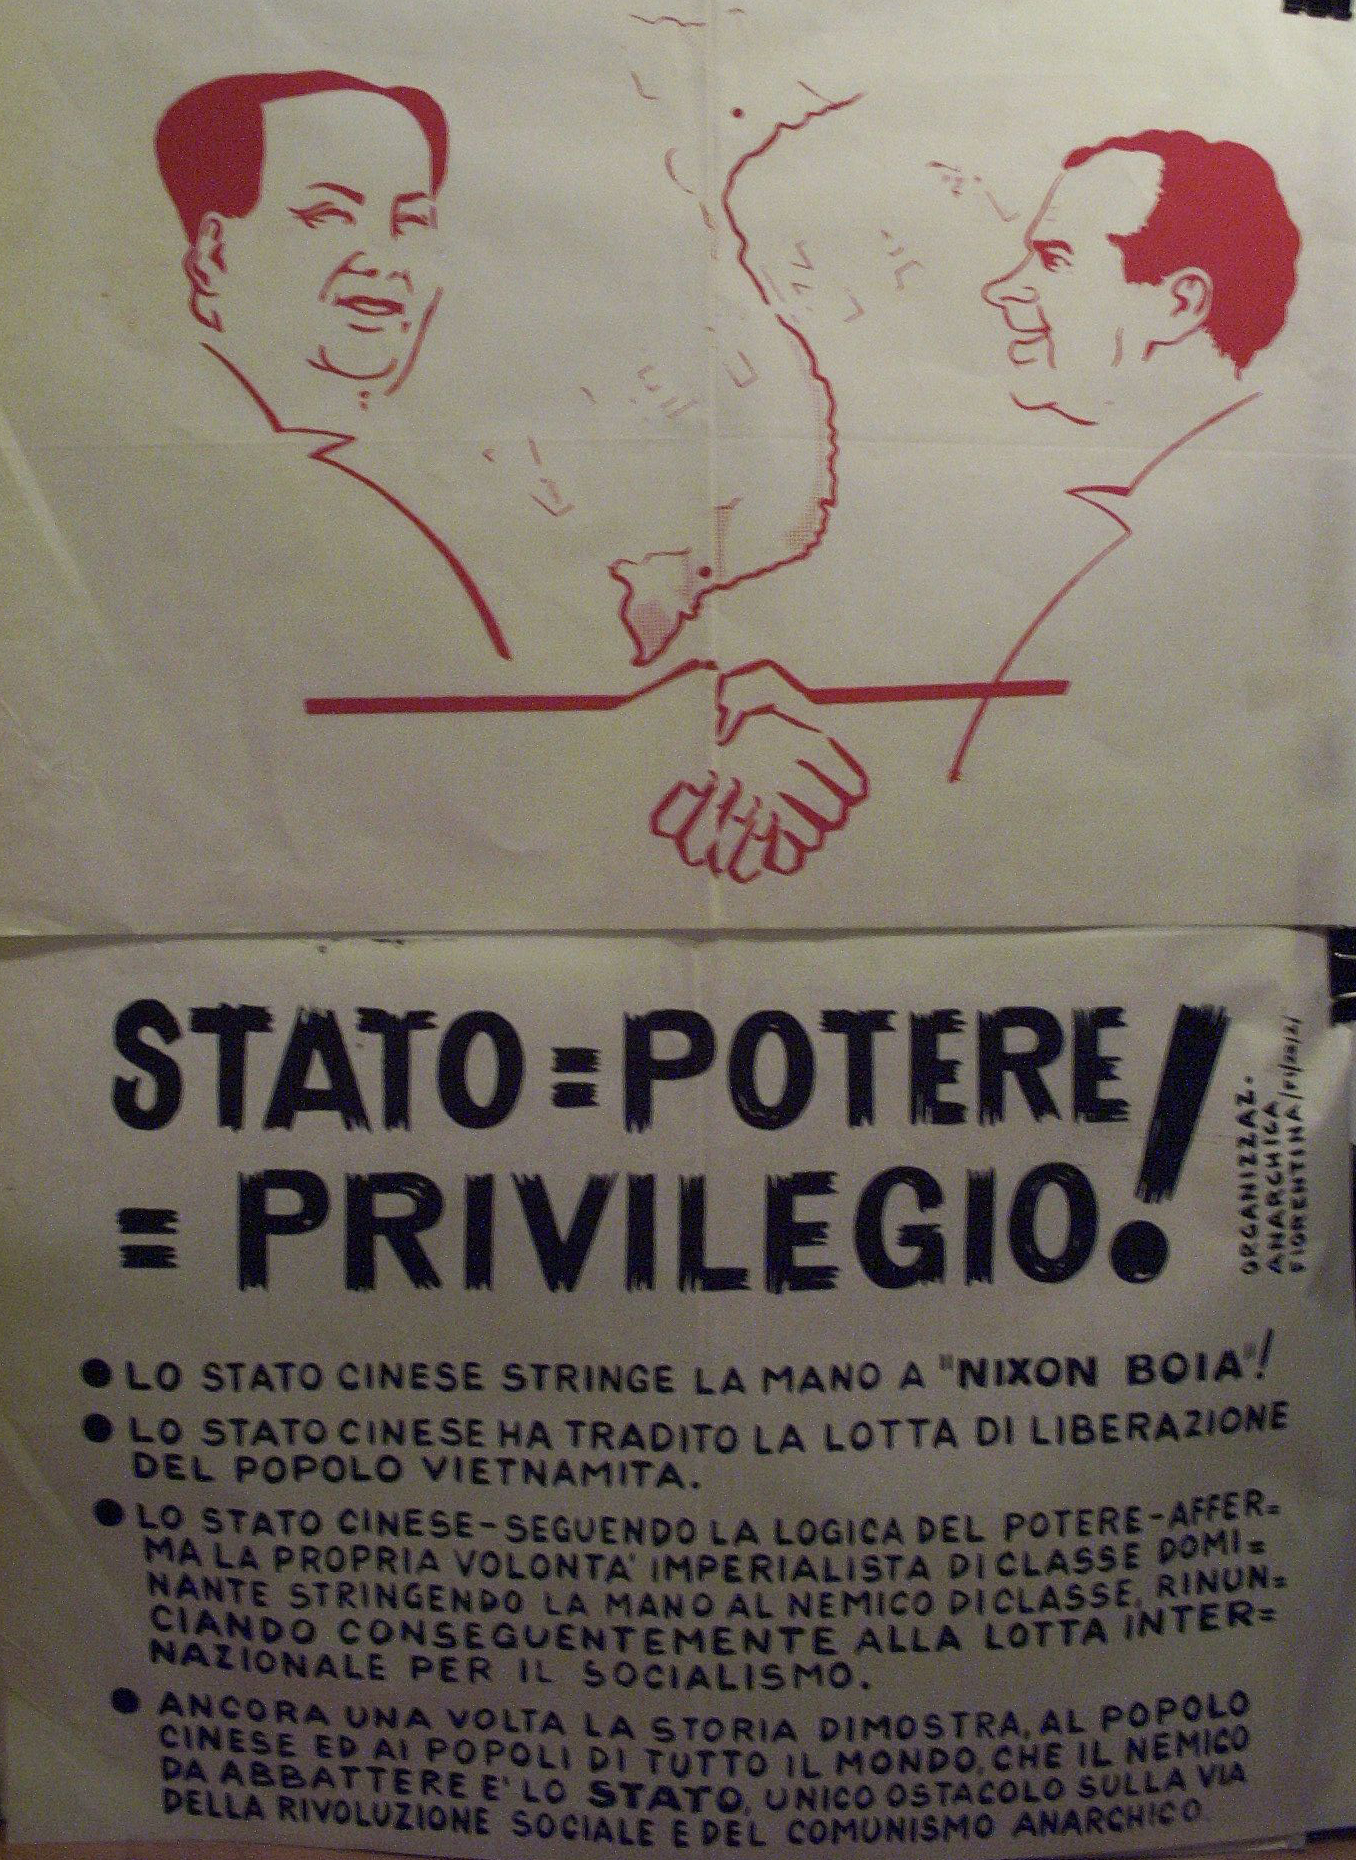 STATO = POTERE
= PRIVILEGIO!
ORGANIZZAZ.
ANARCHICA
FIORENTINA
● LO STATO CINESE STRINGE LA MANO A "NIXON BOIA"!
● LO STATO CINESE HA TRADITO LA LOTTA DI LIBERAZIONE
DEL POPOLO VIETNAMITA.
● LO STATO CINESE-SEGUENDO LA LOGICA DEL POTERE-AFFER=
MA LA PROPRIA VOLONTA' IMPERIALISTA DI CLASSE DOMI=
NANTE STRINGENDO LA MANO AL NEMICO DI CLASSE, RINUN=
CIANDO CONSEGUENTEMENTE ALLA LOTTA INTER=
NAZIONALE PER IL SOCIALISMO.
● ANCORA UNA VOLTA LA STORIA DIMOSTRA, AL POPOLO
CINESE ED AI POPOLI DI TUTTO IL MONDO, CHE IL NEMICO
DA ABBATTERE E' LO STATO, UNICO OSTACOLO SULLA VIA
DELLA RIVOLUZIONE SOCIALE E DEL COMUNISMO ANARCHICO.